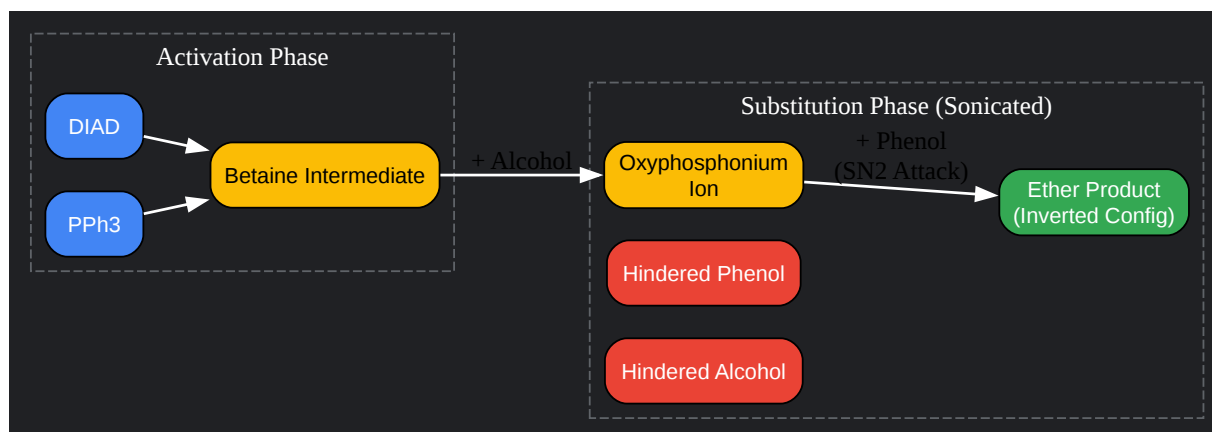 Activation Phase
DIAD
PPh3
Betaine Intermediate
+ Alcohol
Substitution Phase (Sonicated)
Oxyphosphonium
Ion
+ Phenol
(SN2 Attack)
Ether Product
(Inverted Config)
Hindered Phenol
Hindered Alcohol